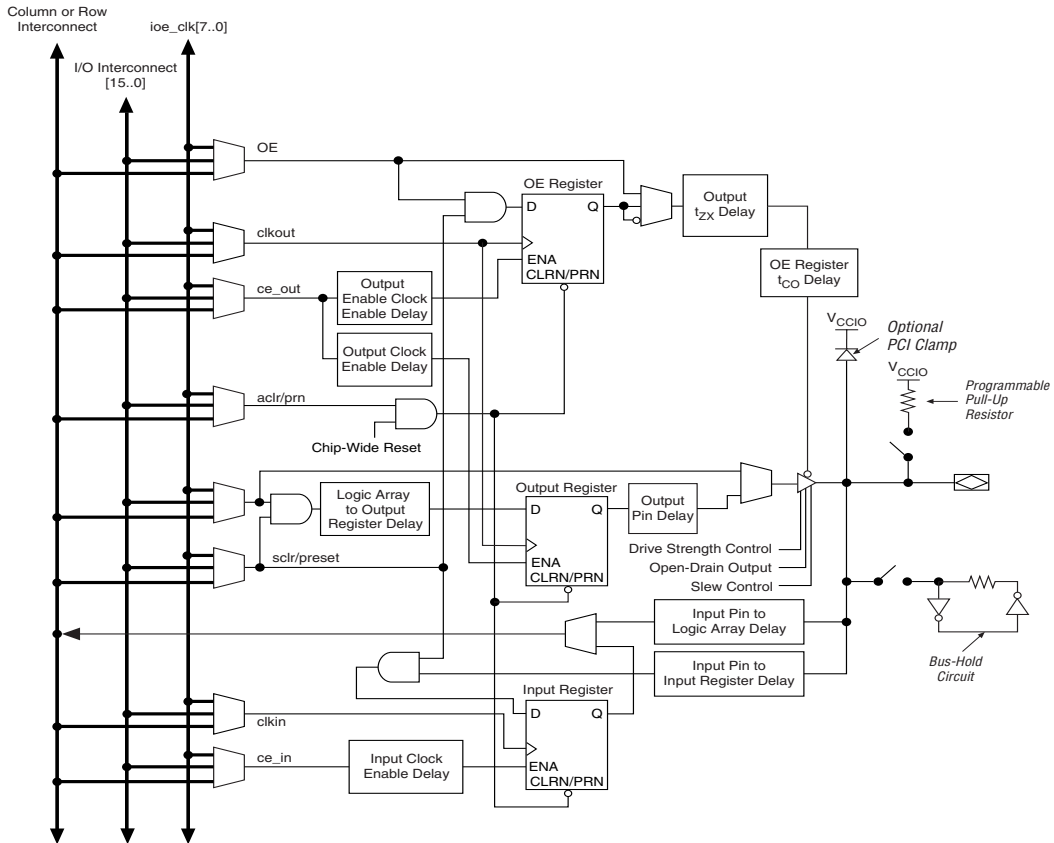 Column or Row
Interconnect
ioe_clk[7..0]
I/O Interconnect
[15..0]
OE
OE Register
D
Q
ENA
CLRN/PRN
Output
tZX Delay
clkout
OE Register
tCO Delay
ce_out
Output
Enable Clock
Enable Delay
Output Clock
Enable Delay
VCCIO
Optional
PCI Clamp
VCCIO
Programmable
Pull-Up
Resistor
aclr/prn
Chip-Wide Reset
Logic Array
to Output
Register Delay
Output Register
D
Q
ENA
CLRN/PRN
Output
Pin Delay
Drive Strength Control
Open-Drain Output
Slew Control
sclr/preset
Input Pin to
Logic Array Delay
Input Pin to
Input Register Delay
Bus-Hold
Circuit
Input Register
D
Q
ENA
CLRN/PRN
clkin
ce_in
Input Clock
Enable Delay